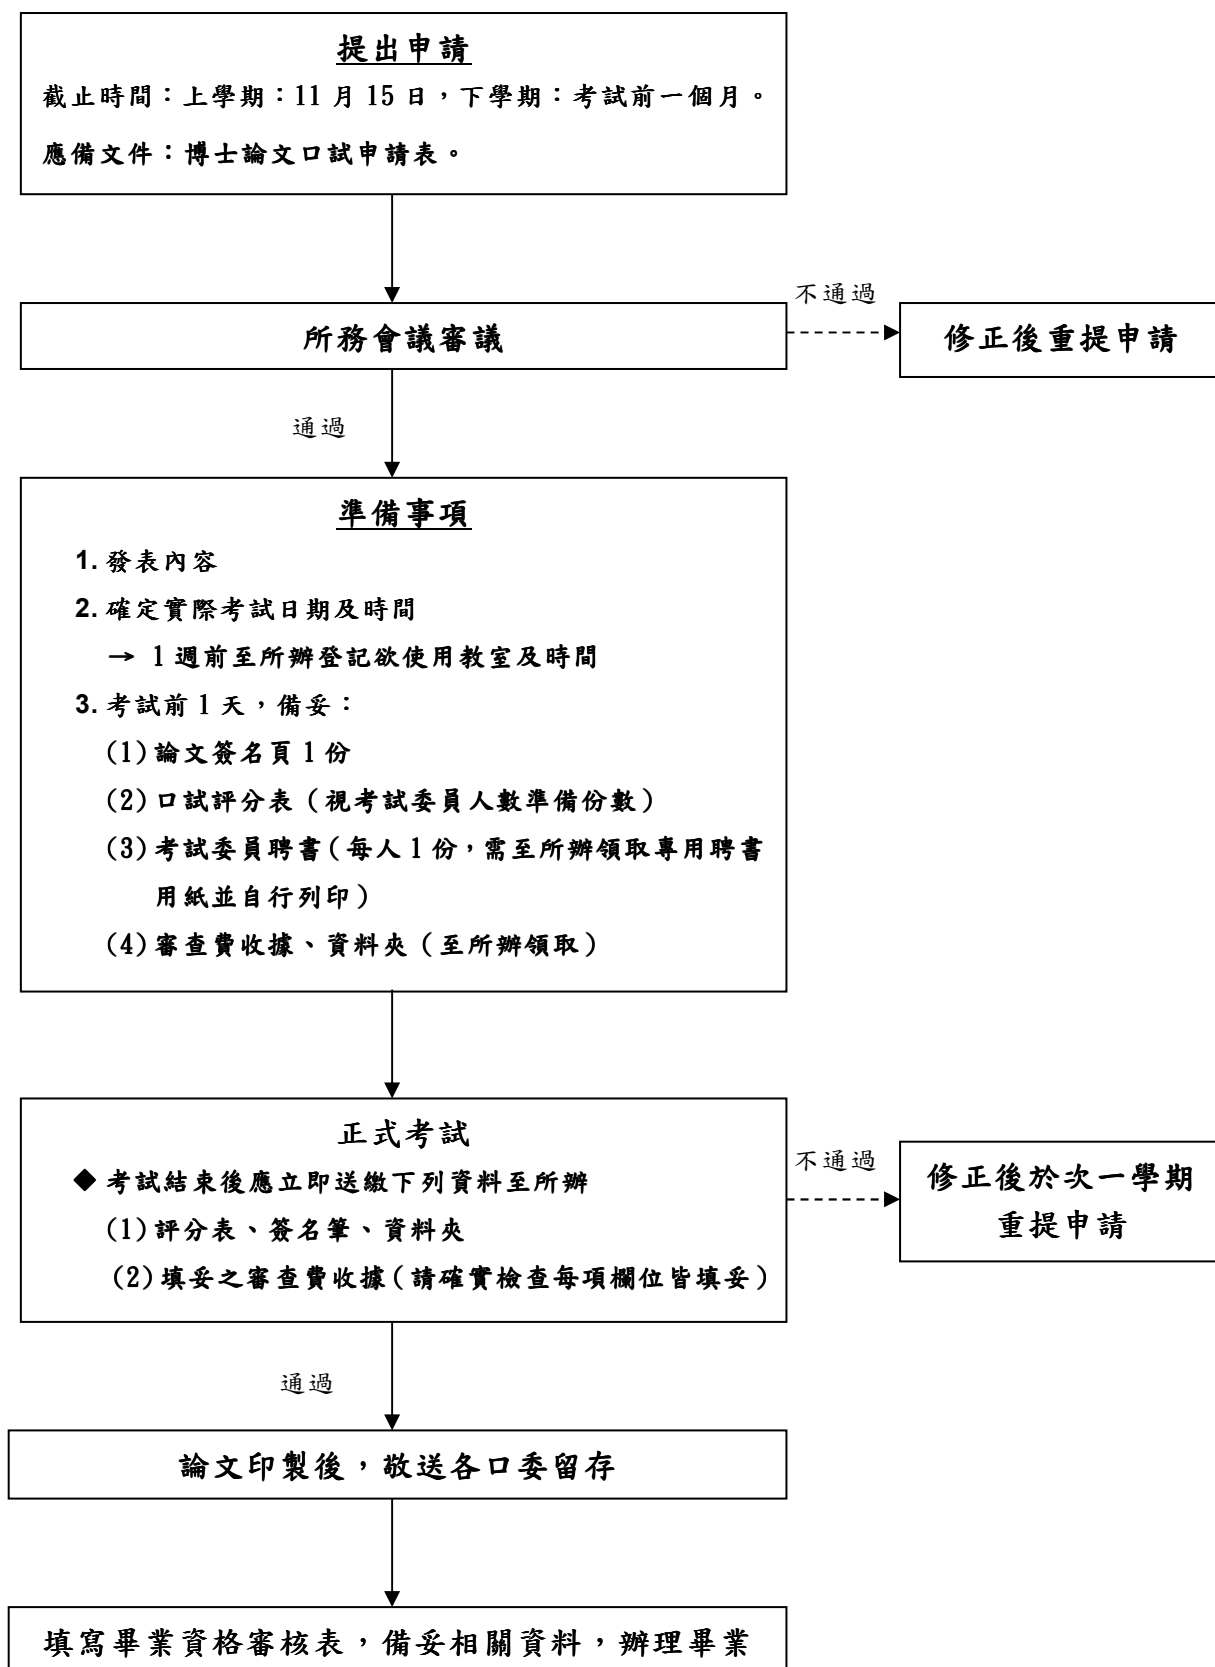 提出申請
截止時間：上學期：11 月 15 日，下學期：考試前一個月。
應備文件：博士論文口試申請表。
不通過
所務會議審議
修正後重提申請
通過
準備事項
1. 發表內容
2. 確定實際考試日期及時間
→ 1 週前至所辦登記欲使用教室及時間
3. 考試前 1 天，備妥：
(1)論文簽名頁 1 份
(2)口試評分表（視考試委員人數準備份數）
(3)考試委員聘書（每人 1 份，需至所辦領取專用聘書
用紙並自行列印）
(4)審查費收據、資料夾（至所辦領取）
正式考試
◆ 考試結束後應立即送繳下列資料至所辦
(1)評分表、簽名筆、資料夾
(2)填妥之審查費收據（請確實檢查每項欄位皆填妥）
不通過
修正後於次一學期
重提申請
通過
論文印製後，敬送各口委留存
填寫畢業資格審核表，備妥相關資料，辦理畢業